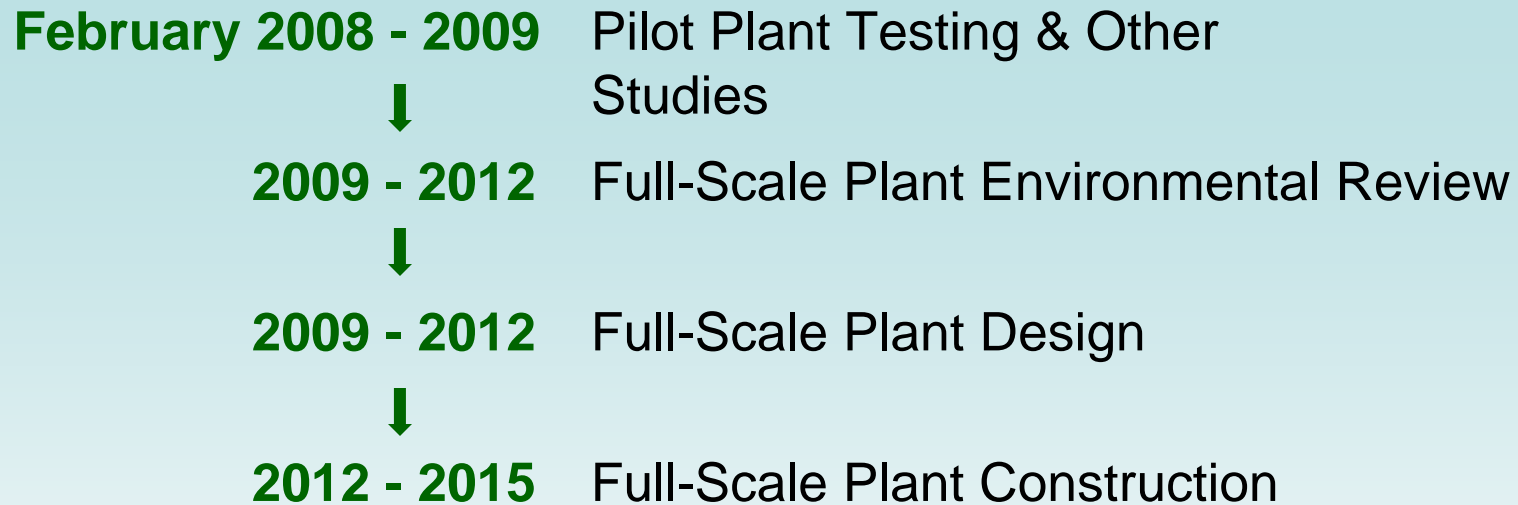 February 2008 - 2009 Pilot Plant Testing & Other
Studies
2009 - 2012 Full-Scale Plant Environmental Review
2009 - 2012 Full-Scale Plant Design
2012 - 2015 Full-Scale Plant Construction